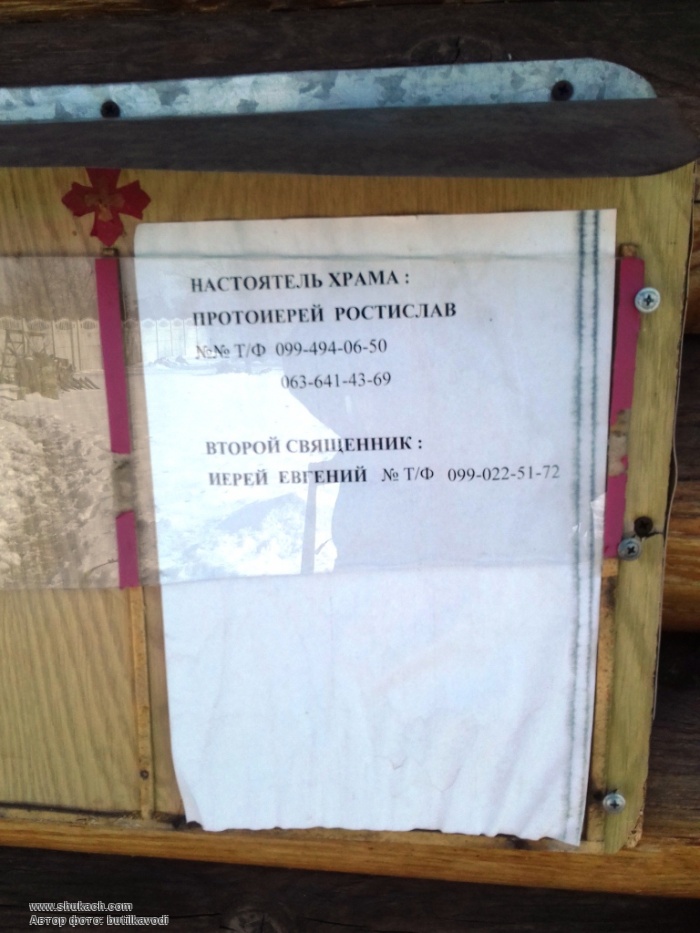 НАСТОЯТЕЛЬ ХРАМА :
ПРОТОИЕРЕЙ РОСТИСЛАВ
№№ Т/Ф 099-494-06-50
063-641-43-69
ВТОРОЙ СВЯЩЕННИК :
ИЕРЕЙ ЕВГЕНИЙ № Т/Ф 099-022-51-72
www.shukach.com
Автор фото: butilkavodi